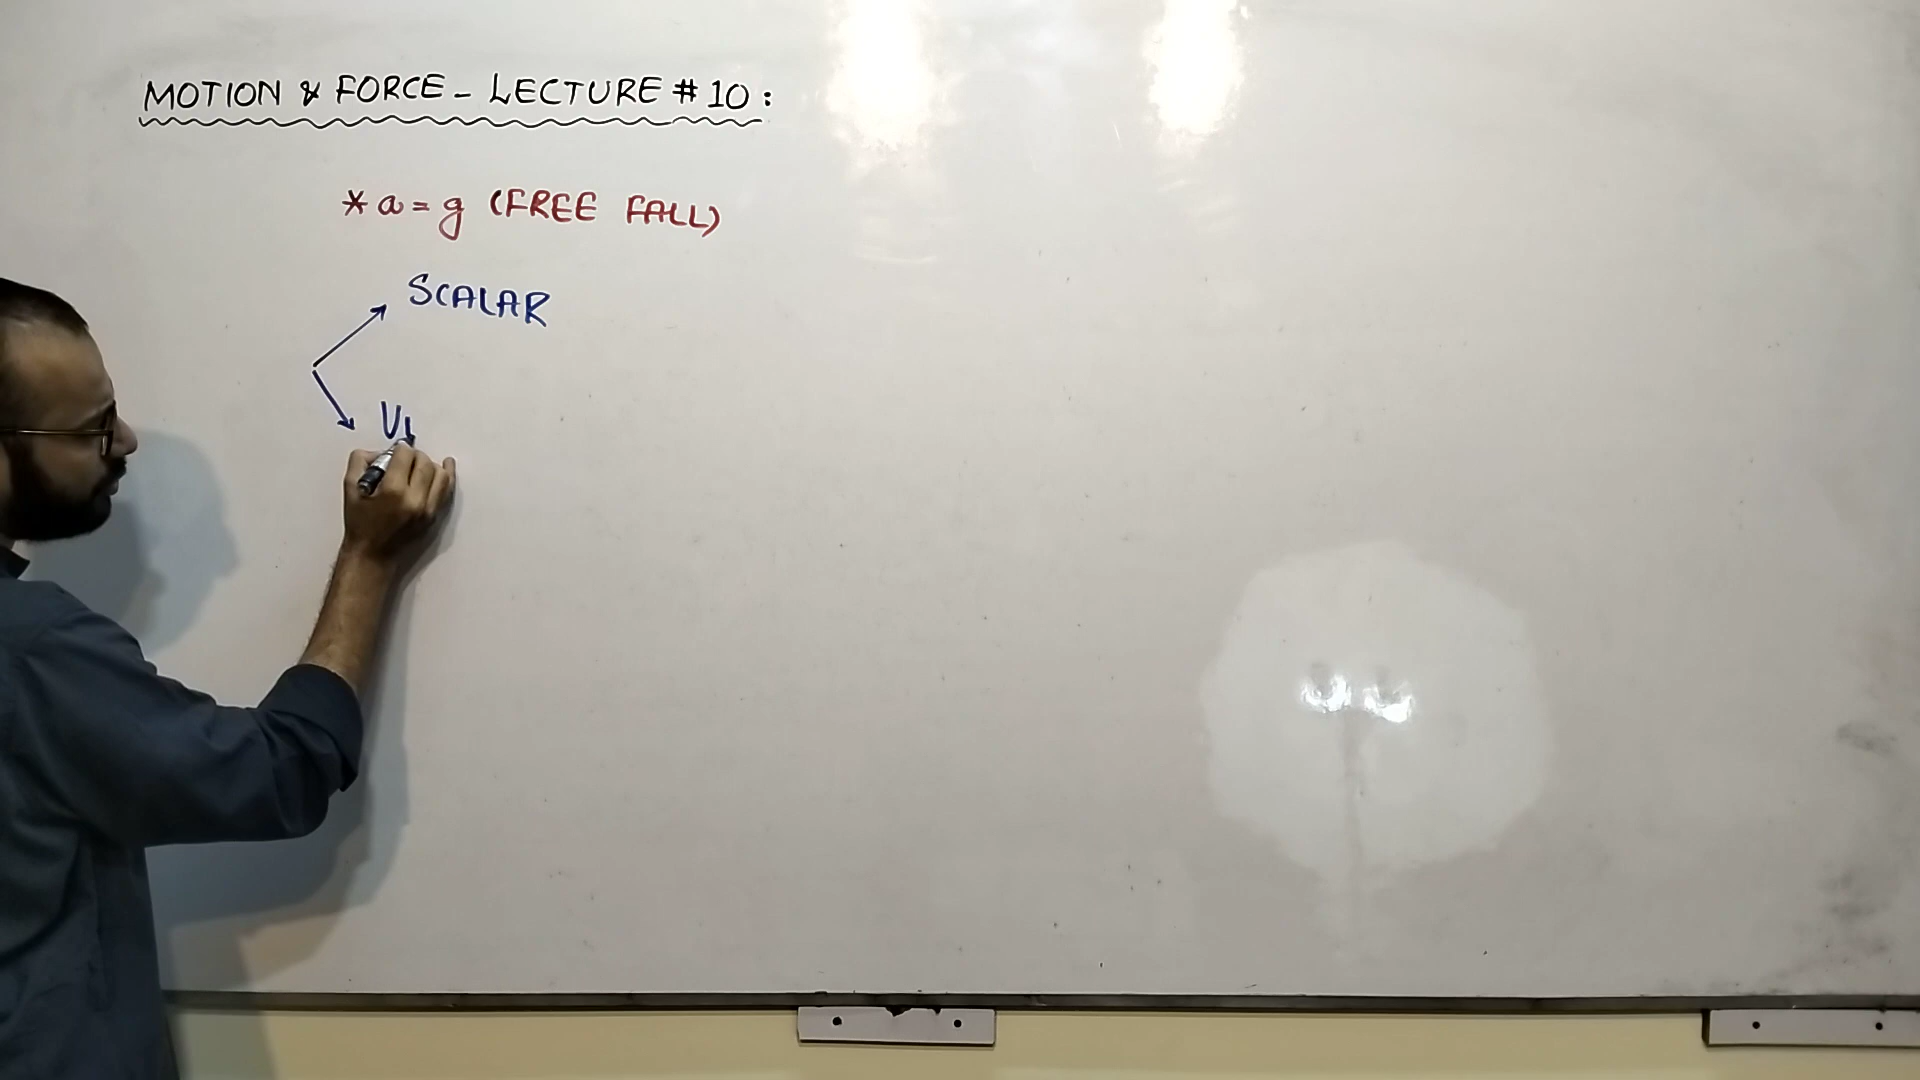 MOTION & FORCE - LECTURE # 10 :
* a = g (FREE FALL)
SCALAR